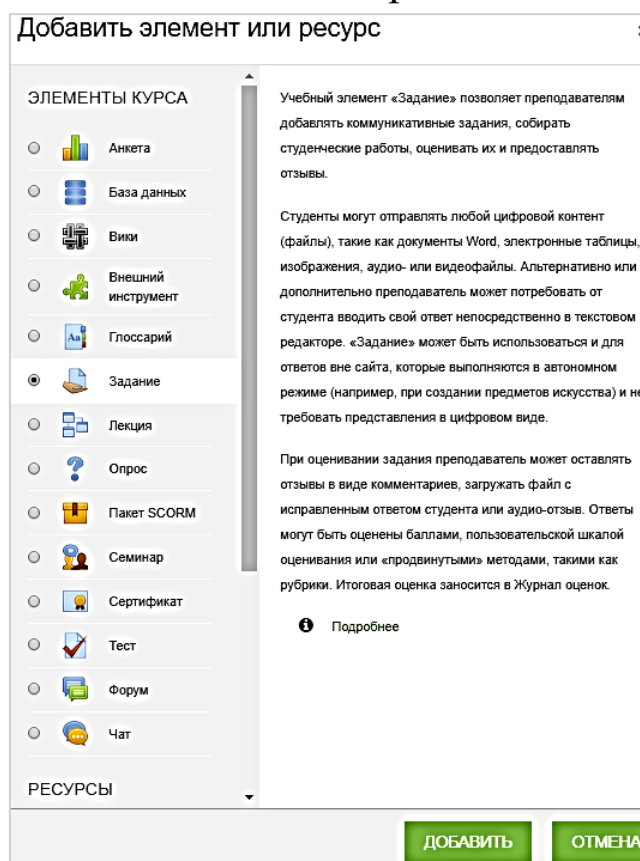 Добавить элемент или ресурс
ЭЛЕМЕНТЫ КУРСА
Анкета
База данных
Вики
Внешний
инструмент
Глоссарий
Задание
Лекция
Опрос
Пакет SCORM
Семинар
Сертификат
Тест
Форум
Чат
РЕСУРСЫ
Учебный элемент «Задание» позволяет преподавателям
добавлять коммуникативные задания, собирать
студенческие работы, оценивать их и предоставлять
отзывы.
Студенты могут отправлять любой цифровой контент
(файлы), такие как документы Word, электронные таблицы,
изображения, аудио- или видеофайлы. Альтернативно или
дополнительно преподаватель может потребовать от
студента вводить свой ответ непосредственно в текстовом
редакторе. «Задание» может быть использоваться и для
ответов вне сайта, которые выполняются в автономном
режиме (например, при создании предметов искусства) и не
требовать представления в цифровом виде.
При оценивании задания преподаватель может оставлять
отзывы в виде комментариев, загружать файл с
исправленным ответом студента или аудио-отзыв. Ответы
могут быть оценены баллами, пользовательской шкалой
оценивания или «продвинутыми» методами, такими как
рубрики. Итоговая оценка заносится в Журнал оценок.
Подробнее
ДОБАВИТЬ
ОТМЕНА